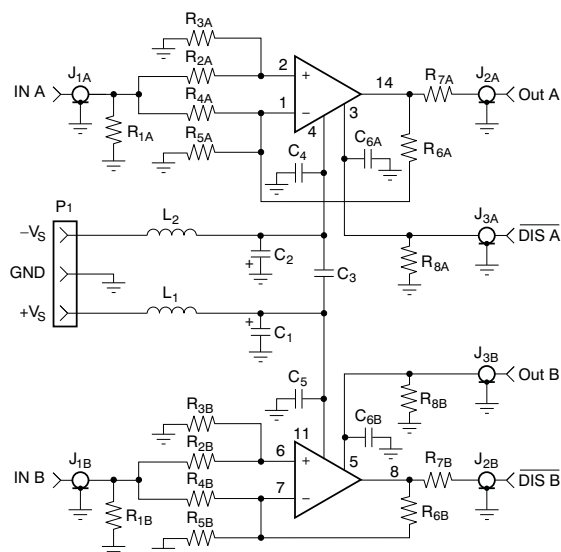 R3A
J1A
R2A
2
+
14
R7A
J2A
IN A
Out A
R4A
1
−
3
4
R1A
R5A
C4
C6A
R6A
P1
L2
J3A
−VS
DIS A
C2
R8A
+
GND
C3
L1
+VS
+
C1
J3B
Out B
C5
R8B
R3B
11
C6B
J1B
R2B
6
+
5
8
R7B
J2B
IN B
DIS B
R4B
7
−
R1B
R5B
R6B